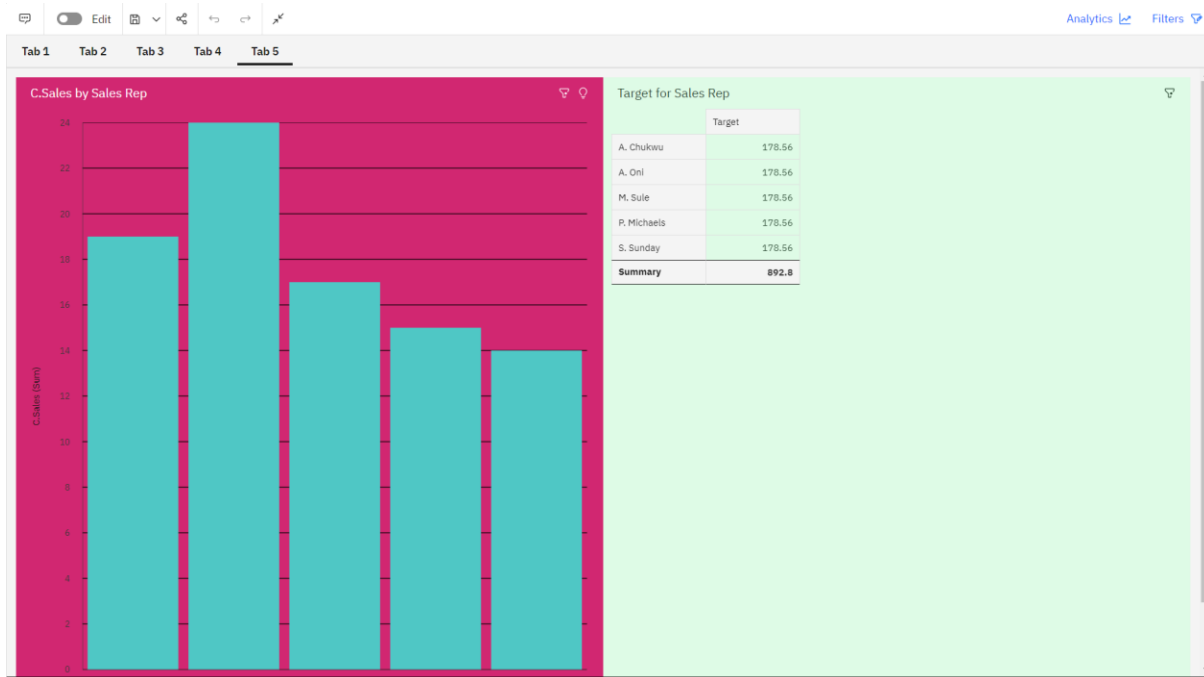 Edit
Analytics
Filters
Tab 1 Tab 2 Tab 3 Tab 4 Tab 5
C.Sales by Sales Rep
24
22
20
18
16
14
12
10
8
6
4
2
0
C.Sales (Sum)
Target for Sales Rep
Target
A. Chukwu 178.56
A. Oni 178.56
M. Sule 178.56
P. Michaels 178.56
S. Sunday 178.56
Summary 892.8